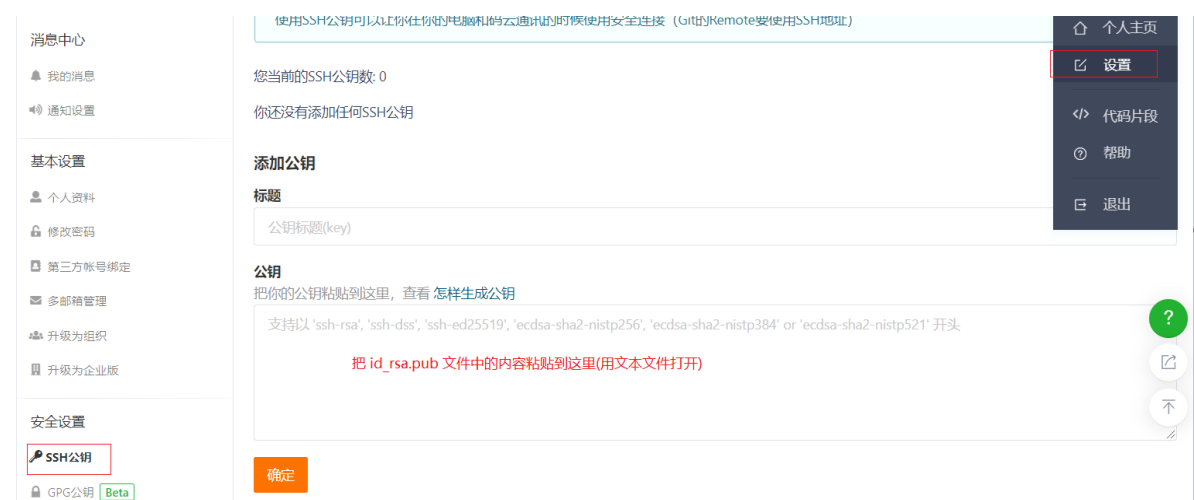 使用SSH公钥可以让你在你的电脑和码云通讯的时候使用安全连接（Git的Remote要使用SSH地址）
消息中心
我的消息
通知设置
基本设置
个人资料
修改密码
第三方帐号绑定
多邮箱管理
升级为组织
升级为企业版
安全设置
SSH公钥
GPG公钥 Beta
您当前的SSH公钥数: 0
你还没有添加任何SSH公钥
添加公钥
标题
公钥标题(key)
公钥
把你的公钥粘贴到这里，查看 怎样生成公钥
支持以 'ssh-rsa', 'ssh-dss', 'ssh-ed25519', 'ecdsa-sha2-nistp256', 'ecdsa-sha2-nistp384' or 'ecdsa-sha2-nistp521' 开头
把 id_rsa.pub 文件中的内容粘贴到这里(用文本文件打开)
确定
个人主页
设置
代码片段
帮助
退出